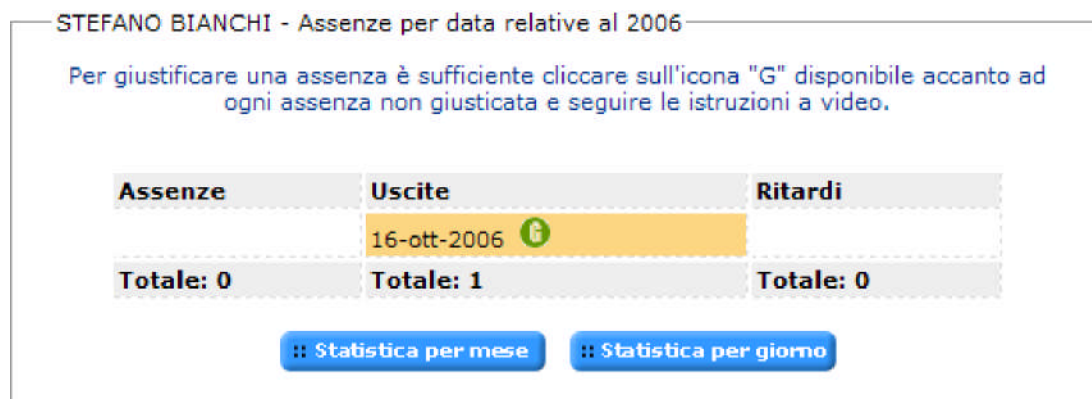 STEFANO BIANCHI - Assenze per data relative al 2006
Per giustificare una assenza è sufficiente cliccare sull'icona "G" disponibile accanto ad
ogni assenza non giusticata e seguire le istruzioni a video.
Assenze Uscite Ritardi
16-ott-2006 G
Totale: 0 Totale: 1 Totale: 0
:: Statistica per mese :: Statistica per giorno